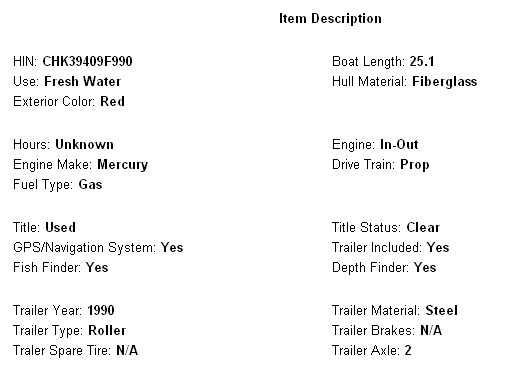 Item Description
HIN: CHK39409F990 Boat Length: 25.1
Use: Fresh Water Hull Material: Fiberglass
Exterior Color: Red
Hours: Unknown Engine: In-Out
Engine Make: Mercury Drive Train: Prop
Fuel Type: Gas
Title: Used Title Status: Clear
GPS/Navigation System: Yes Trailer Included: Yes
Fish Finder: Yes Depth Finder: Yes
Trailer Year: 1990 Trailer Material: Steel
Trailer Type: Roller Trailer Brakes: N/A
Traler Spare Tire: N/A Trailer Axle: 2